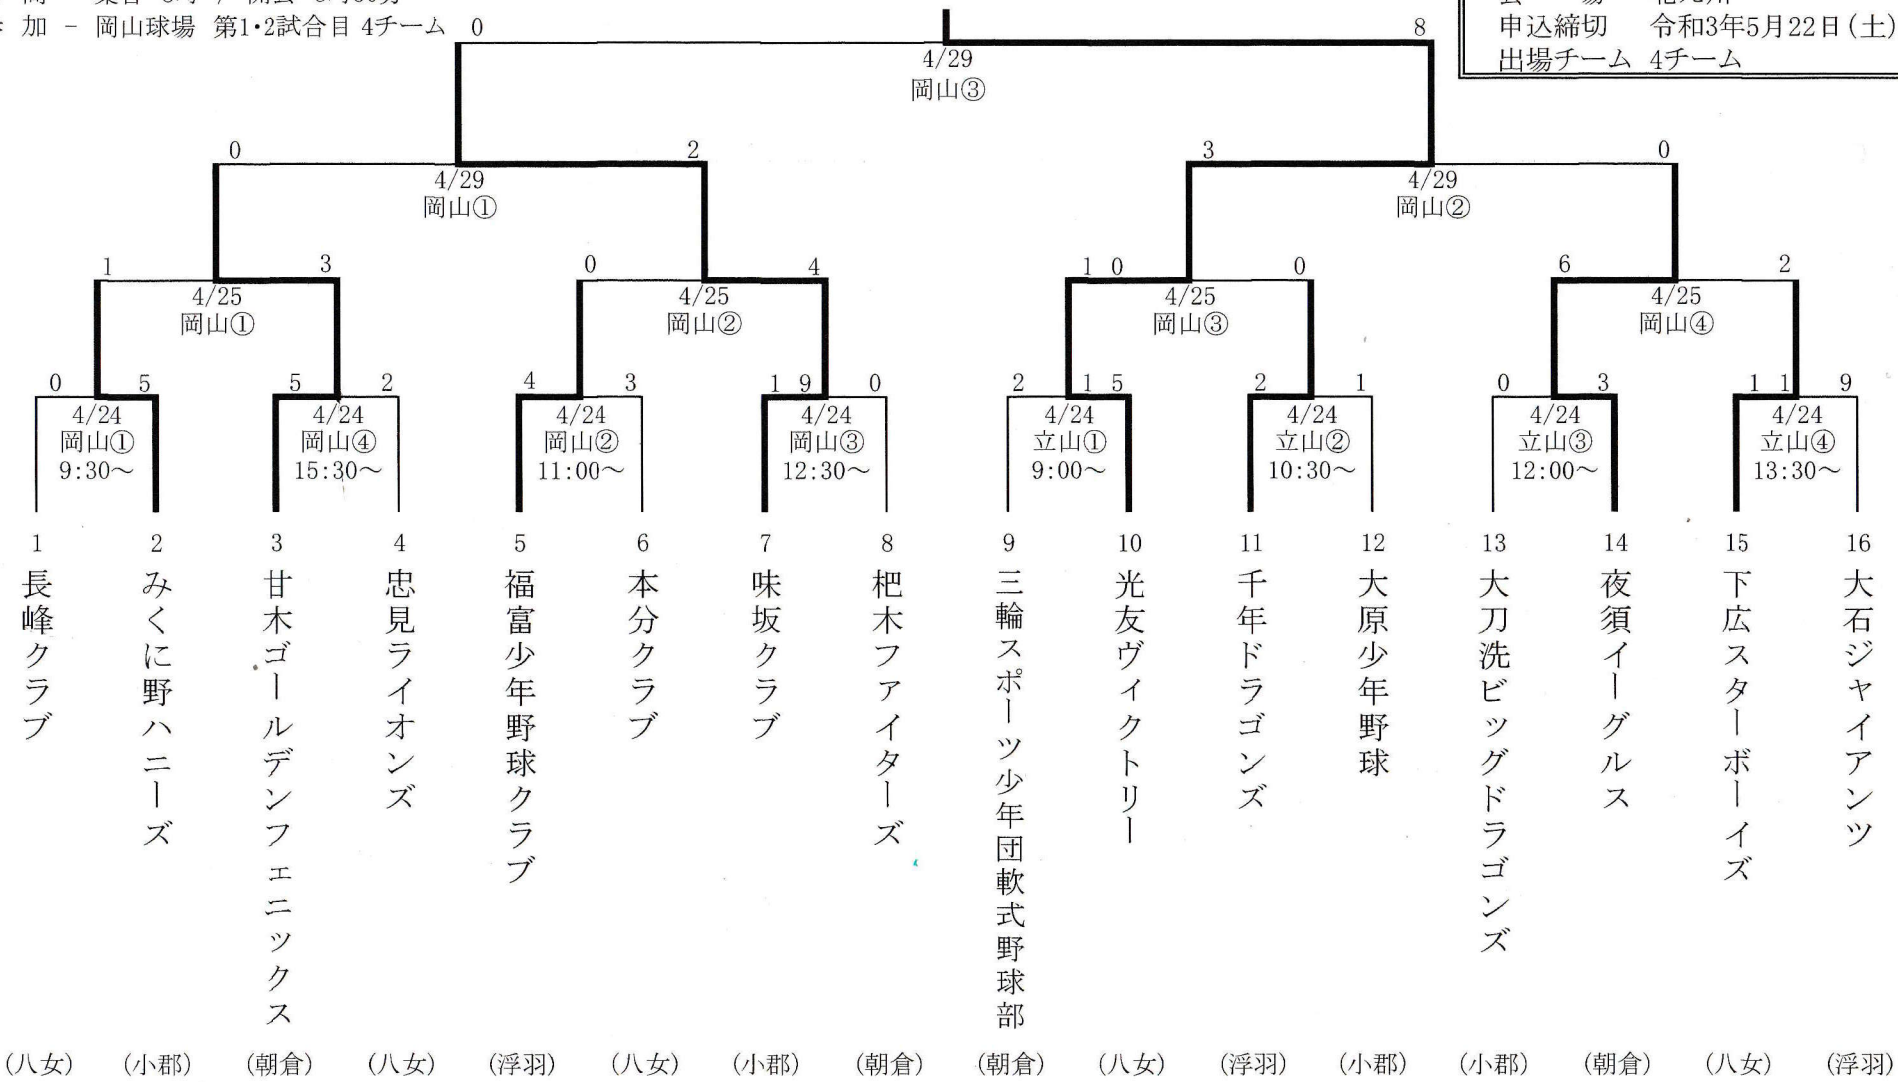 加 － 岡山球場 第1・2試合目 4チーム
申込締切 令和3年5月22日(土)
出場チーム 4チーム
0 8
4/29
岡山③
0 2 3 0
4/29 4/29
岡山① 岡山②
1 3 0 4 1 0 0 6 2
4/25 4/25 4/25 4/25
岡山① 岡山② 岡山③ 岡山④
0 5 5 2 4 3 1 9 0 2 1 5 2 1 0 3 1 1 9
4/24 4/24 4/24 4/24 4/24 4/24 4/24 4/24
岡山① 岡山④ 岡山② 岡山③ 立山① 立山② 立山③ 立山④
9:30～ 15:30～ 11:00～ 12:30～ 9:00～ 10:30～ 12:00～ 13:30～
1 2 3 4 5 6 7 8 9 10 11 12 13 14 15 16
長峰クラブ
みくに野ハニーズ
甘木ゴールデンフェニックス
忠見ライオンズ
福富少年野球クラブ
本分クラブ
味坂クラブ
杷木ファイターズ
三輪スポーツ少年団軟式野球部
光友ヴィクトリー
千年ドラゴンズ
大原少年野球
大刀洗ビッグドラゴンズ
夜須イーグルス
下広スターボーイズ
大石ジャイアンツ
(八女) (小郡) (朝倉) (八女) (浮羽) (八女) (小郡) (朝倉) (朝倉) (八女) (浮羽) (小郡) (小郡) (朝倉) (八女) (浮羽)